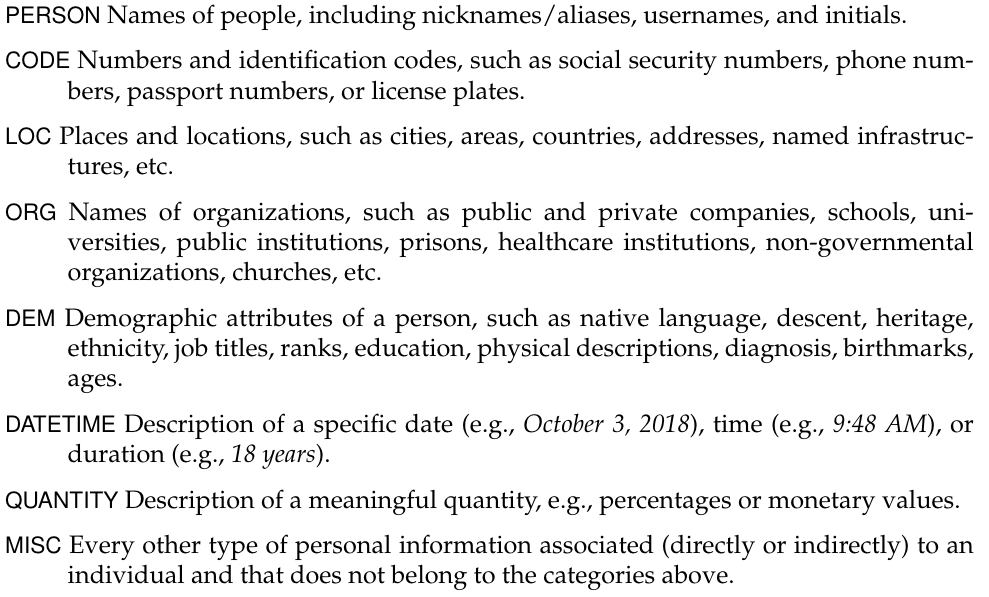 PERSON Names of people, including nicknames/aliases, usernames, and initials.
CODE Numbers and identification codes, such as social security numbers, phone num-
bers, passport numbers, or license plates.
LOC Places and locations, such as cities, areas, countries, addresses, named infrastruc-
tures, etc.
ORG Names of organizations, such as public and private companies, schools, uni-
versities, public institutions, prisons, healthcare institutions, non-governmental
organizations, churches, etc.
DEM Demographic attributes of a person, such as native language, descent, heritage,
ethnicity, job titles, ranks, education, physical descriptions, diagnosis, birthmarks,
ages.
DATETIME Description of a specific date (e.g., October 3, 2018), time (e.g., 9:48 AM), or
duration (e.g., 18 years).
QUANTITY Description of a meaningful quantity, e.g., percentages or monetary values.
MISC Every other type of personal information associated (directly or indirectly) to an
individual and that does not belong to the categories above.